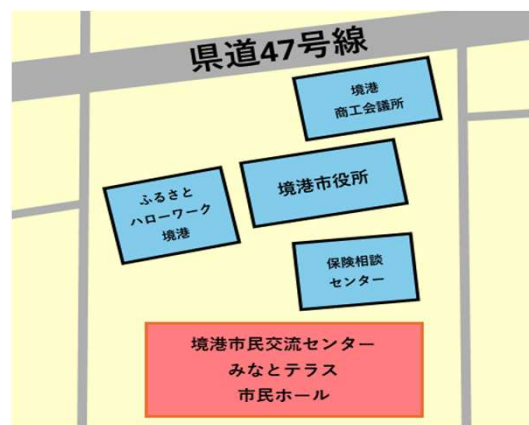 県道47号線
境港
商工会議所
境港市役所
ふるさと
ハローワーク
境港
保険相談
センター
境港市民交流センター
みなとテラス
市民ホール